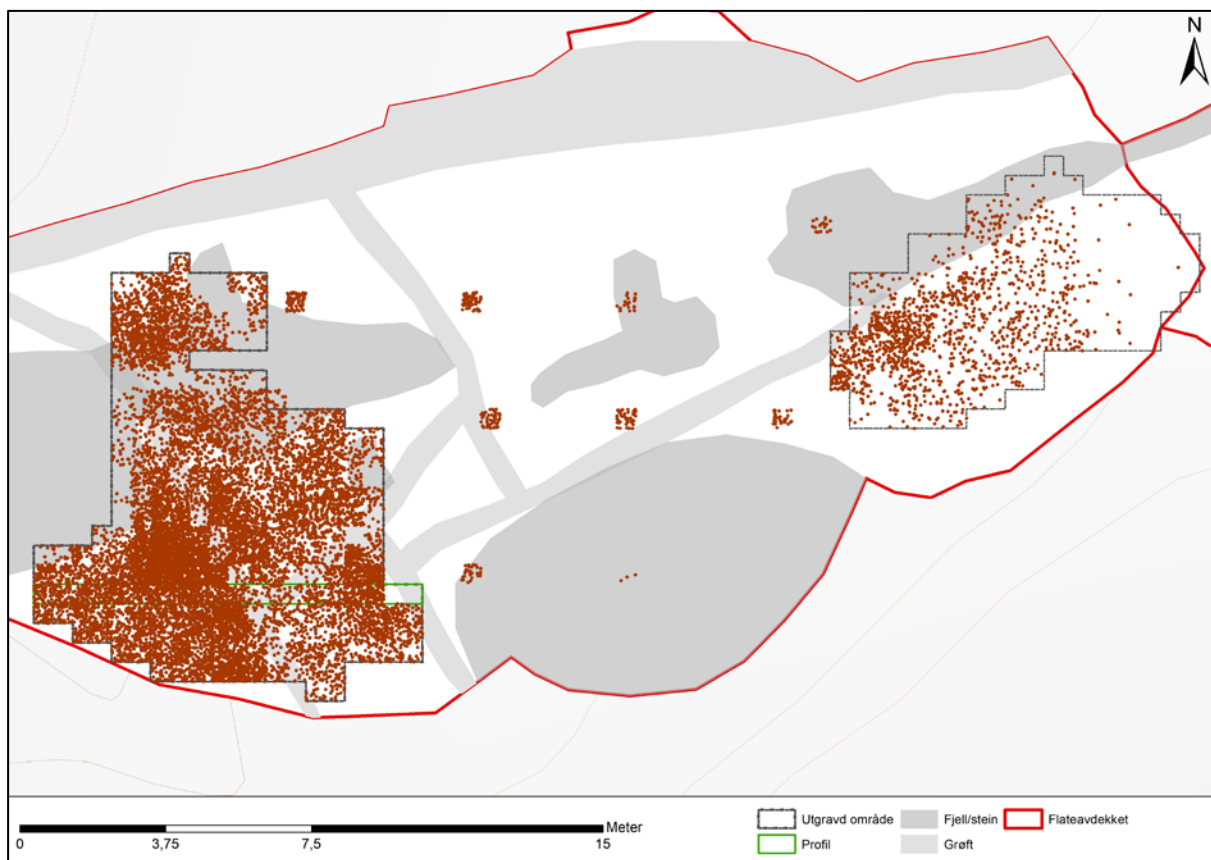 N
Meter
0 3,75 7,5 15
Utgravd område Fjell/stein Flateavdekket
Profil Grøft